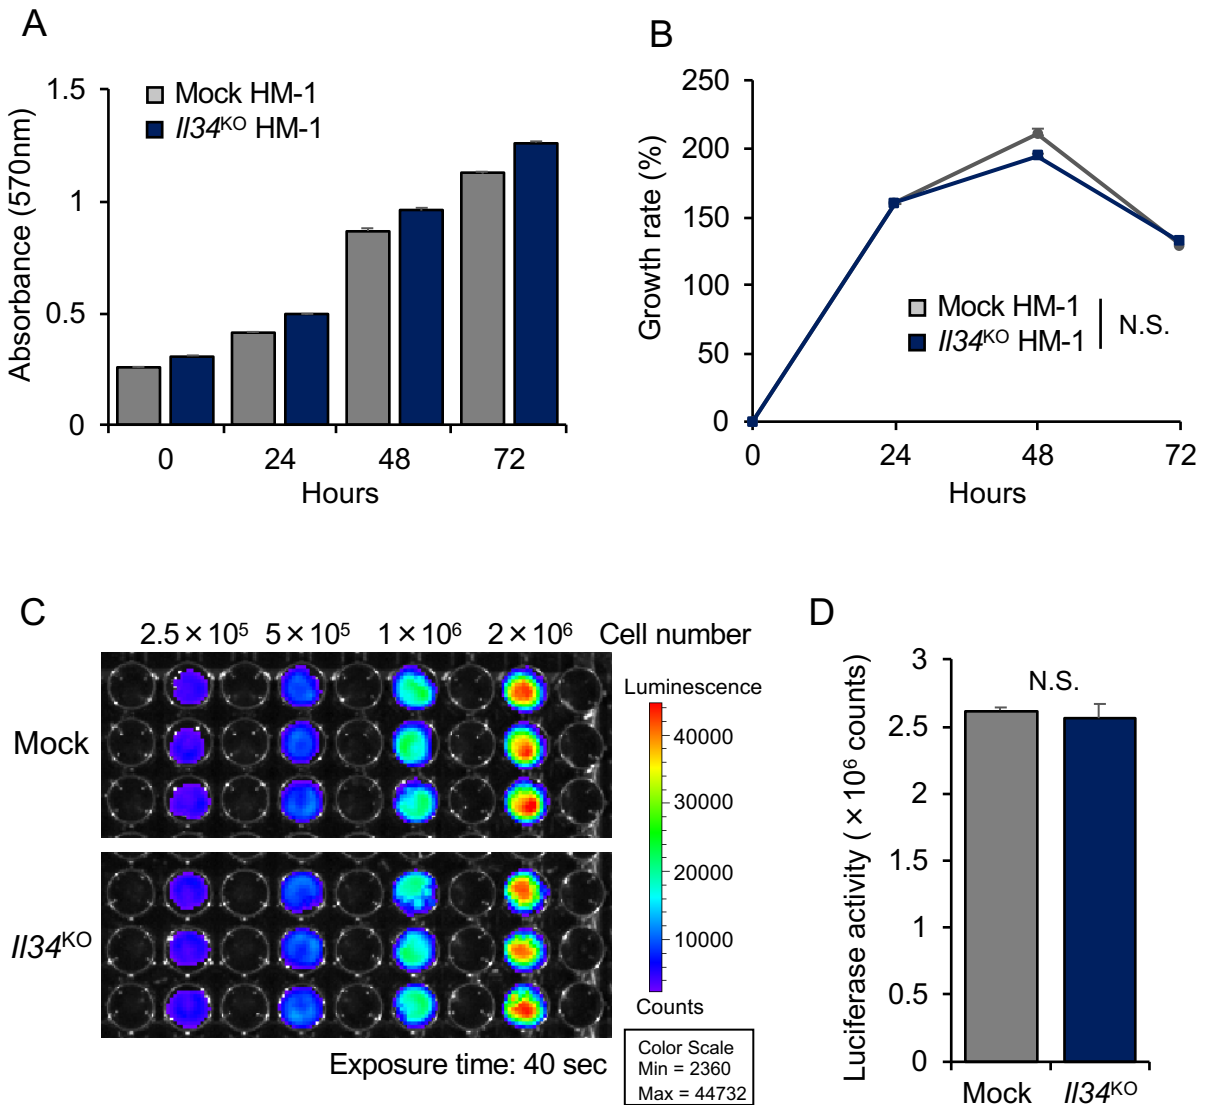 A
Absorbance (570nm)
1.5
1
0.5
0
Mock HM-1
Il34KO HM-1
0 24 48 72
Hours
B
Growth rate (%)
250
200
150
100
50
0
Mock HM-1
Il34KO HM-1
N.S.
0 24 48 72
Hours
C
2.5×10⁵ 5×10⁵ 1×10⁶ 2×10⁶ Cell number
Mock
Il34KO
Luminescence
40000
30000
20000
10000
Counts
Color Scale
Min = 2360
Max = 44732
Exposure time: 40 sec
D
Luciferase activity (×10⁶ counts)
3
2.5
2
1.5
1
0.5
0
N.S.
Mock Il34KO